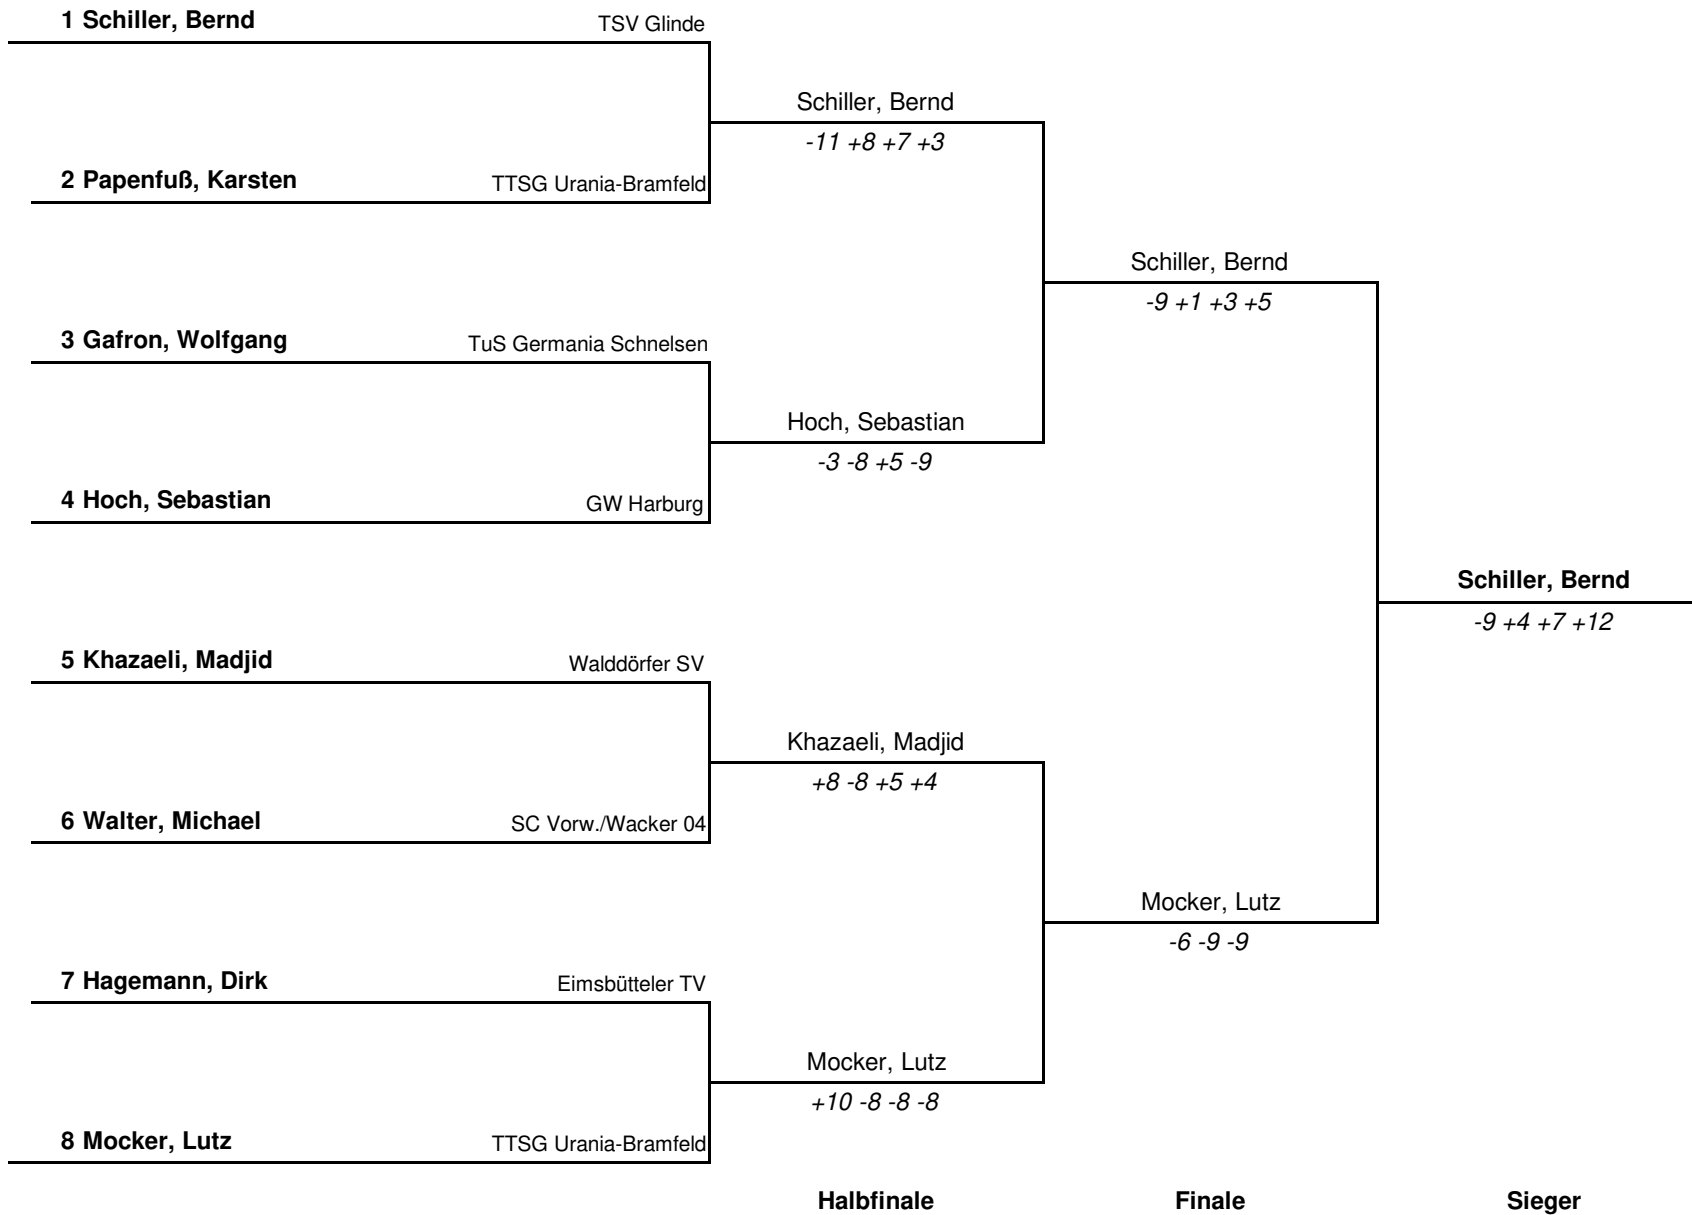 1 Schiller, Bernd TSV Glinde
Schiller, Bernd
-11 +8 +7 +3
2 Papenfuß, Karsten TTSG Urania-Bramfeld
Schiller, Bernd
-9 +1 +3 +5
3 Gafron, Wolfgang TuS Germania Schnelsen
Hoch, Sebastian
-3 -8 +5 -9
4 Hoch, Sebastian GW Harburg
Schiller, Bernd
-9 +4 +7 +12
5 Khazaeli, Madjid Walddörfer SV
Khazaeli, Madjid
+8 -8 +5 +4
6 Walter, Michael SC Vorw./Wacker 04
Mocker, Lutz
-6 -9 -9
7 Hagemann, Dirk Eimsbütteler TV
Mocker, Lutz
+10 -8 -8 -8
8 Mocker, Lutz TTSG Urania-Bramfeld
Halbfinale Finale Sieger